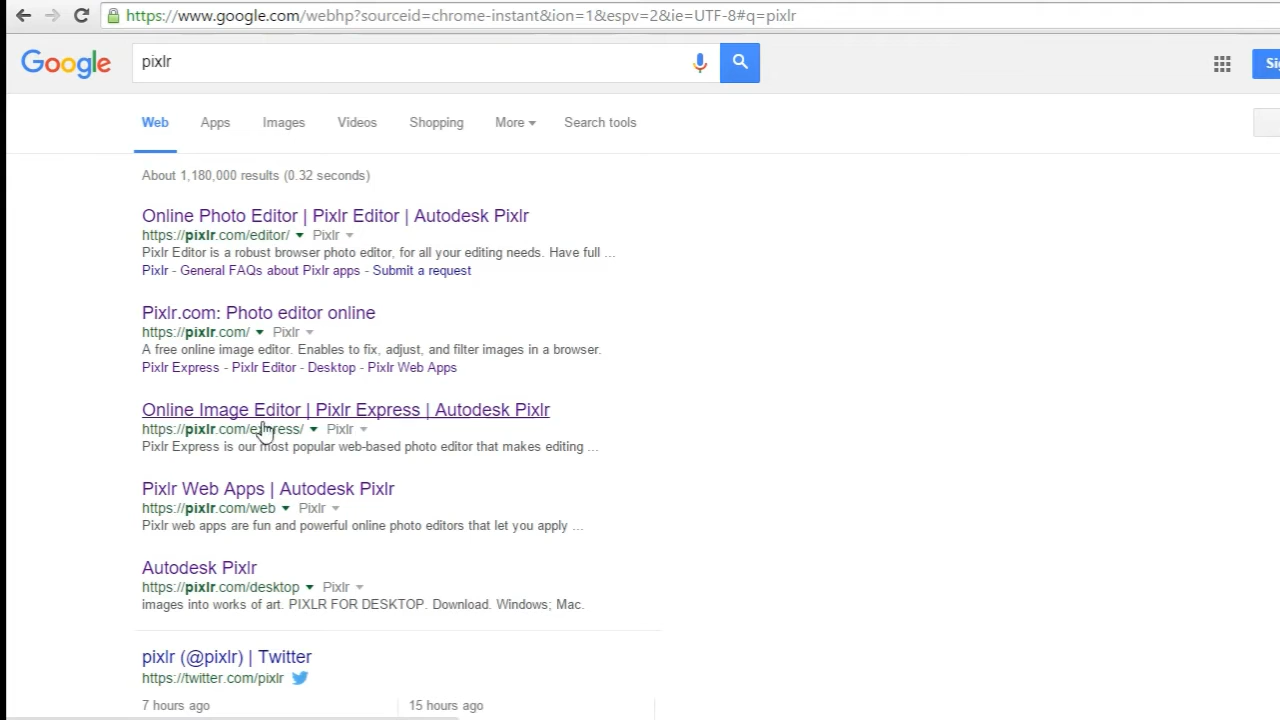 https://www.google.com/webhp?sourceid=chrome-instant&ion=1&espv=2&ie=UTF-8#q=pixlr
Google
pixlr
Web Apps Images Videos Shopping More Search tools
About 1,180,000 results (0.32 seconds)
Online Photo Editor | Pixlr Editor | Autodesk Pixlr
https://pixlr.com/editor/ Pixlr
Pixlr Editor is a robust browser photo editor, for all your editing needs. Have full ...
Pixlr - General FAQs about Pixlr apps - Submit a request
Pixlr.com: Photo editor online
https://pixlr.com/ Pixlr
A free online image editor. Enables to fix, adjust, and filter images in a browser.
Pixlr Express - Pixlr Editor - Desktop - Pixlr Web Apps
Online Image Editor | Pixlr Express | Autodesk Pixlr
https://pixlr.com/express/ Pixlr
Pixlr Express is our most popular web-based photo editor that makes editing ...
Pixlr Web Apps | Autodesk Pixlr
https://pixlr.com/web Pixlr
Pixlr web apps are fun and powerful online photo editors that let you apply ...
Autodesk Pixlr
https://pixlr.com/desktop Pixlr
images into works of art. PIXLR FOR DESKTOP. Download. Windows; Mac.
pixlr (@pixlr) | Twitter
https://twitter.com/pixlr
7 hours ago 15 hours ago